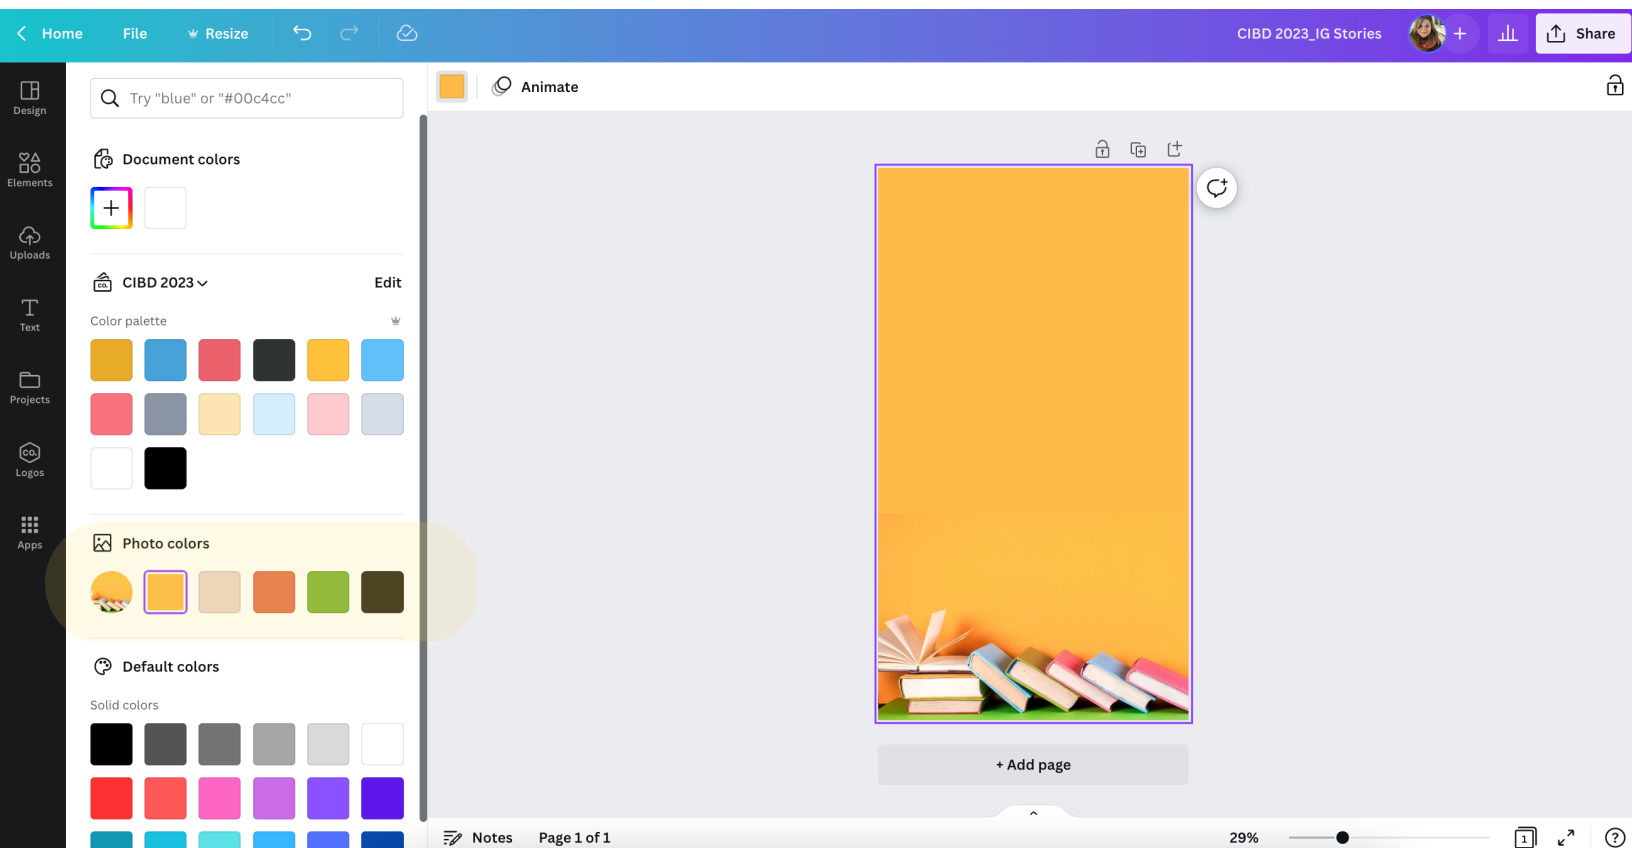 Home File Resize CIBD 2023_IG Stories + Share
Design
Elements
Uploads
Text
Projects
Logos
Apps
Try "blue" or "#00c4cc"
Document colors
+
CO. CIBD 2023 Edit
Color palette
Photo colors
Default colors
Solid colors
Animate
+ Add page
Notes Page 1 of 1 29% 1 ?